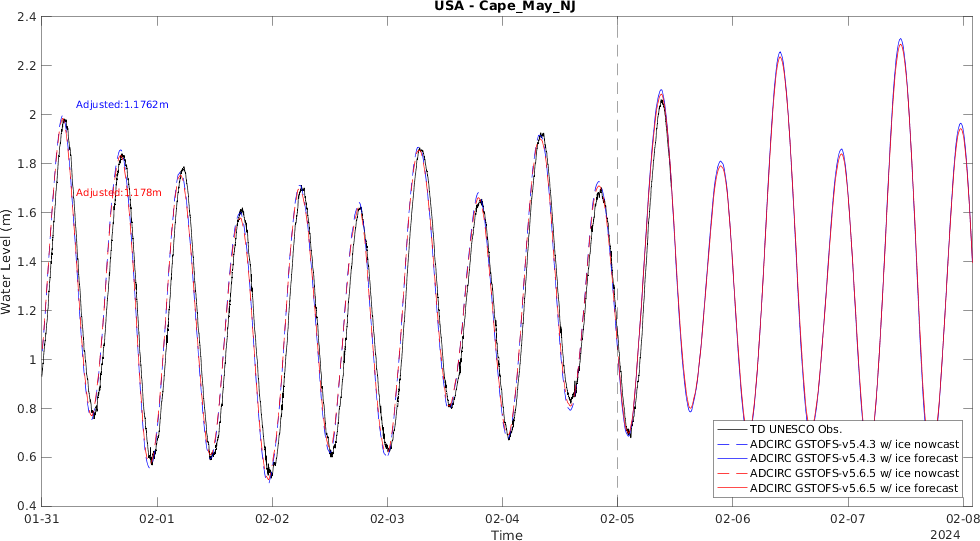 USA - Cape_May_NJ
2.4
2.2
2
1.8
1.6
1.4
1.2
1
0.8
0.6
0.4
Water Level (m)
Adjusted:1.1762m
Adjusted:1.178m
TD UNESCO Obs.
ADCIRC GSTOFS-v5.4.3 w/ ice nowcast
ADCIRC GSTOFS-v5.4.3 w/ ice forecast
ADCIRC GSTOFS-v5.6.5 w/ ice nowcast
ADCIRC GSTOFS-v5.6.5 w/ ice forecast
01-31 02-01 02-02 02-03 02-04 02-05 02-06 02-07 02-08
Time
2024